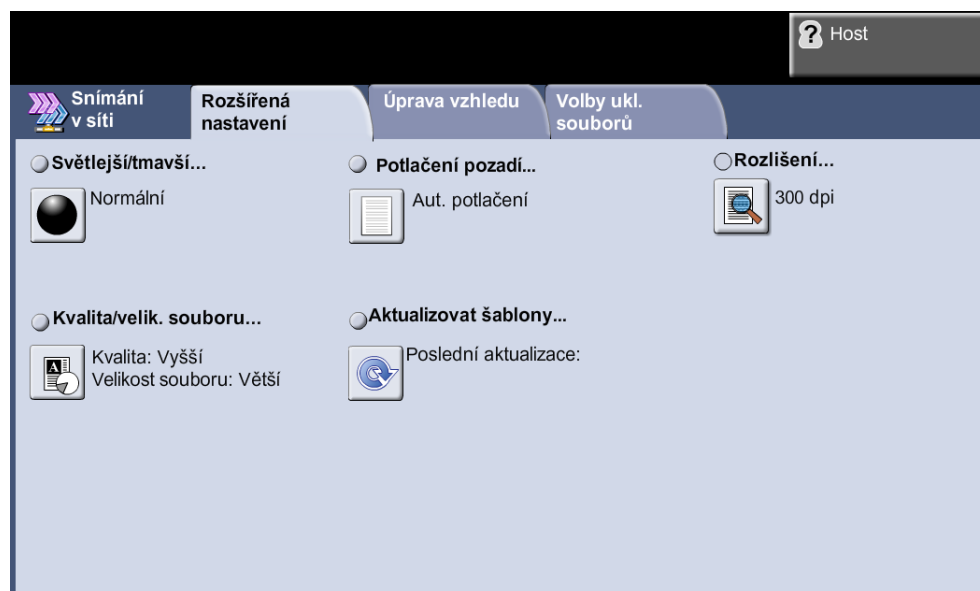 Host
Snímání
v síti
Rozšířená
nastavení
Úprava vzhledu
Volby ukl.
souborů
Světlejší/tmavší...
Normální
Potlačení pozadí...
Aut. potlačení
Rozlišení...
300 dpi
Kvalita/velik. souboru...
Kvalita: Vyšší
Velikost souboru: Větší
Aktualizovat šablony...
Poslední aktualizace: